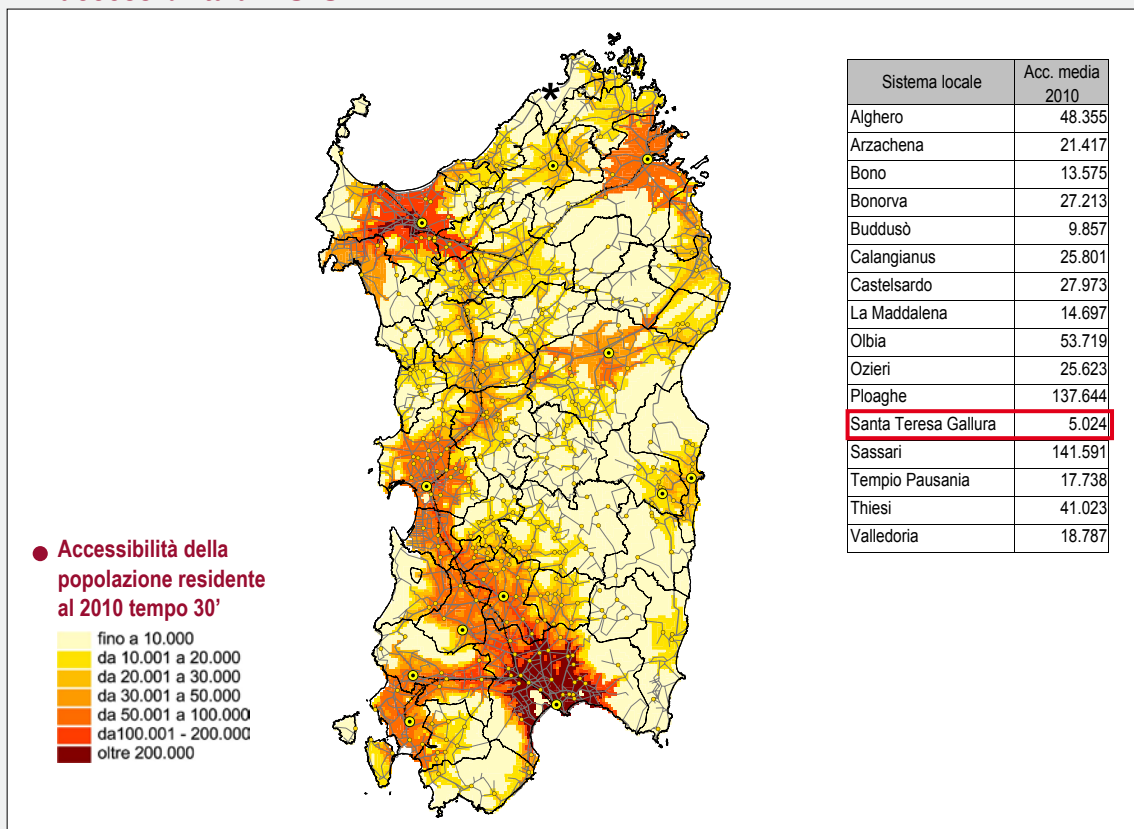 Sistema locale Acc. media 2010
Alghero 48.355
Arzachena 21.417
Bono 13.575
Bonorva 27.213
Buddusò 9.857
Calangianus 25.801
Castelsardo 27.973
La Maddalena 14.697
Olbia 53.719
Ozieri 25.623
Ploaghe 137.644
Santa Teresa Gallura 5.024
Sassari 141.591
Tempio Pausania 17.738
Thiesi 41.023
Valledoria 18.787
*
● Accessibilità della
popolazione residente
al 2010 tempo 30’
fino a 10.000
da 10.001 a 20.000
da 20.001 a 30.000
da 30.001 a 50.000
da 50.001 a 100.000
da100.001 - 200.000
oltre 200.000